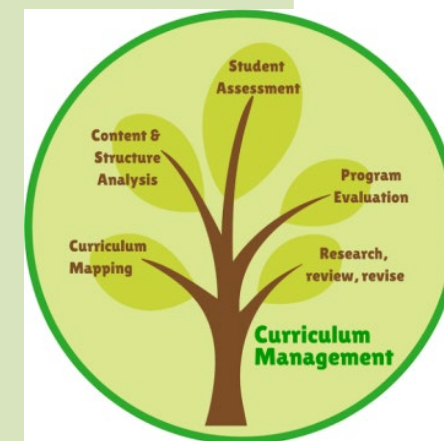 Student
Assessment
Content &
Structure
Analysis
Program
Evaluation
Curriculum
Mapping
Research,
review, revise
Curriculum
Management